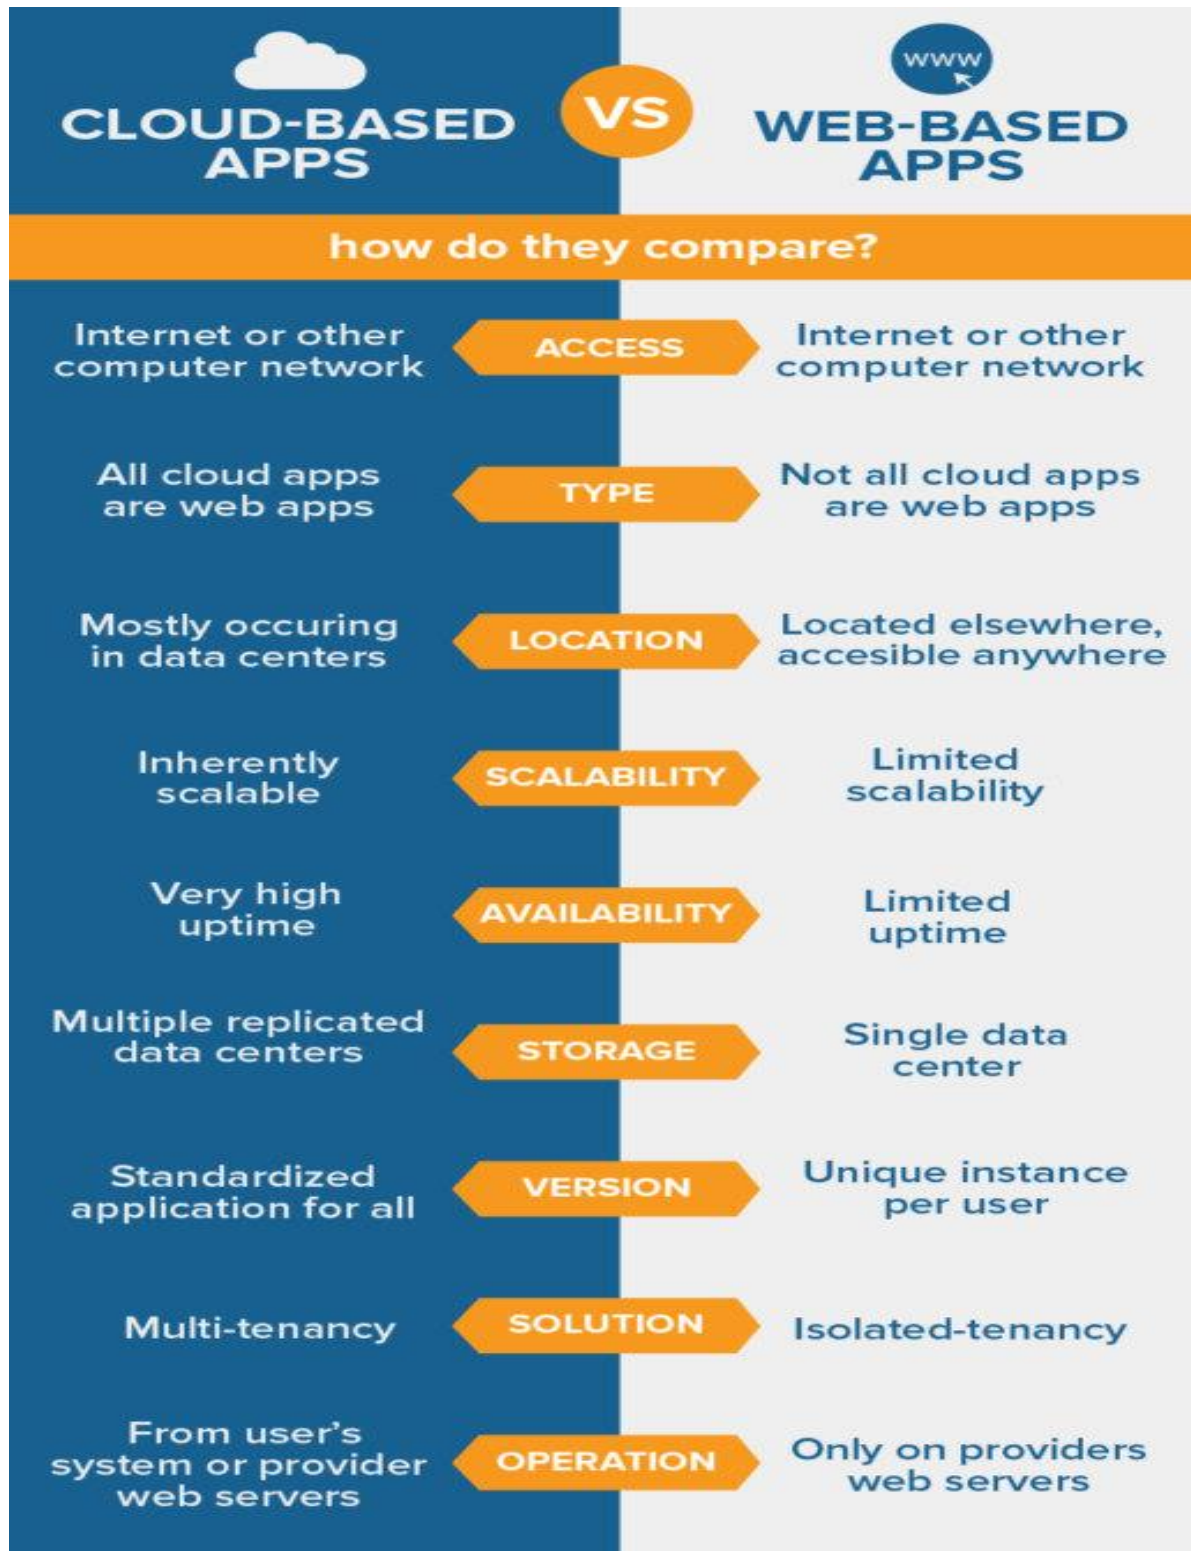 www
CLOUD-BASED
APPS
VS
WEB-BASED
APPS
how do they compare?
Internet or other
computer network
ACCESS
Internet or other
computer network
All cloud apps
are web apps
TYPE
Not all cloud apps
are web apps
Mostly occuring
in data centers
LOCATION
Located elsewhere,
accesible anywhere
Inherently
scalable
SCALABILITY
Limited
scalability
Very high
uptime
AVAILABILITY
Limited
uptime
Multiple replicated
data centers
STORAGE
Single data
center
Standardized
application for all
VERSION
Unique instance
per user
Multi-tenancy
SOLUTION
Isolated-tenancy
From user's
system or provider
web servers
OPERATION
Only on providers
web servers